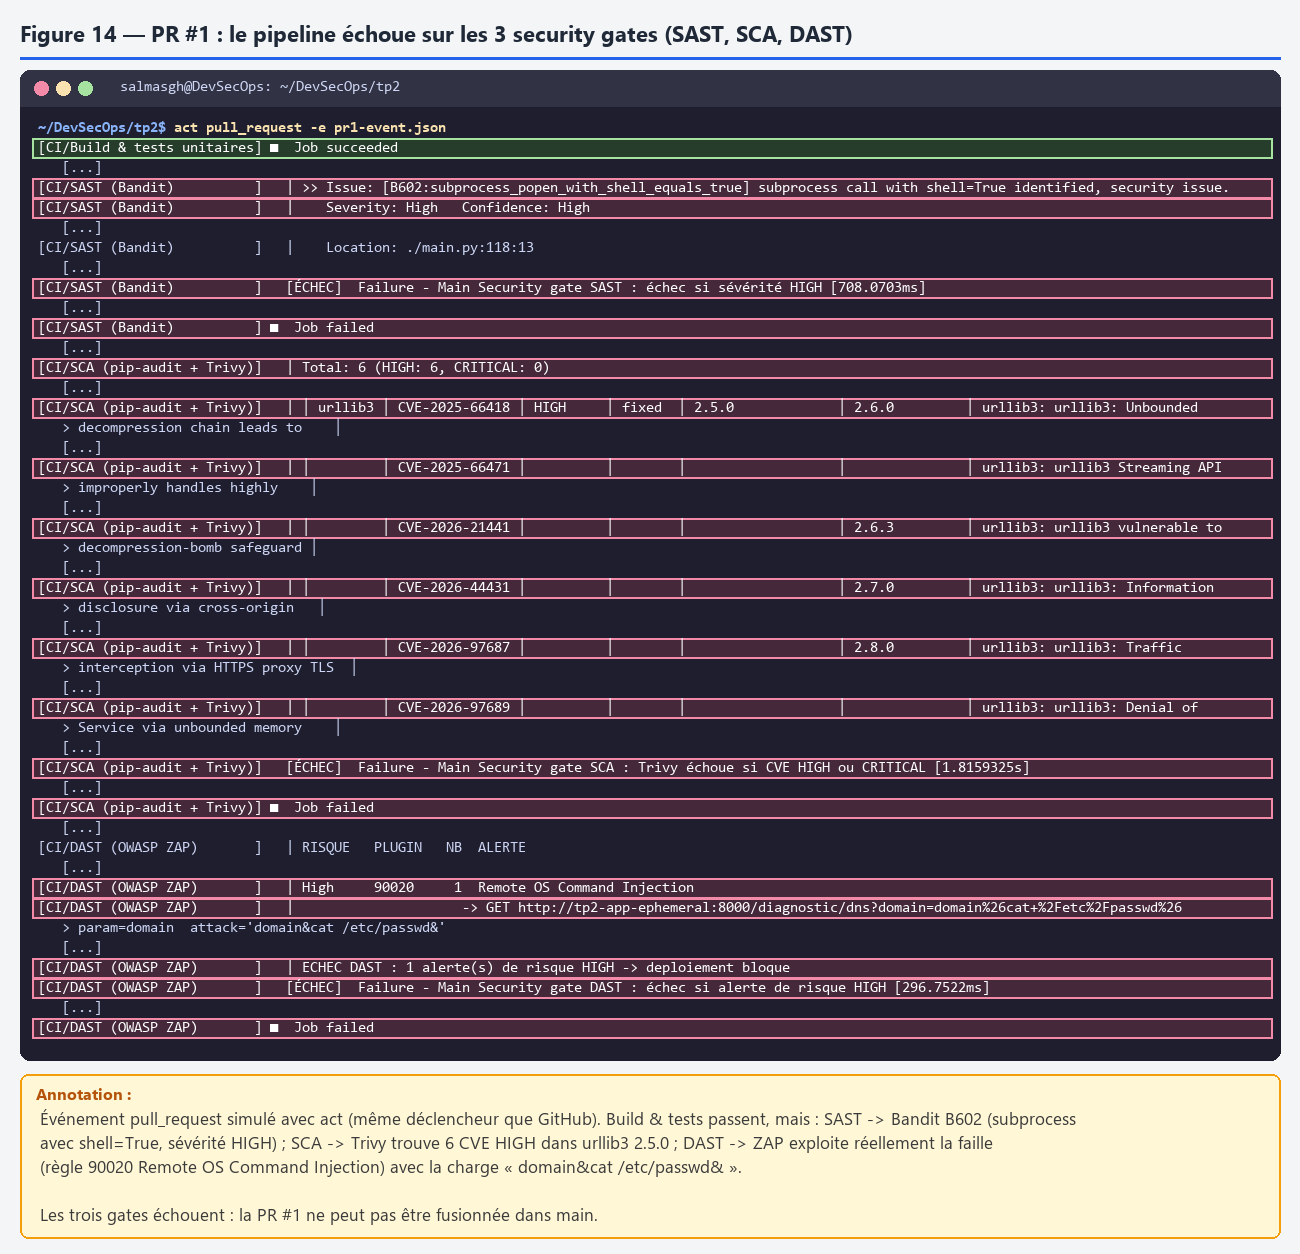 Figure 14 — PR #1 : le pipeline échoue sur les 3 security gates (SAST, SCA, DAST)
salmasgh@DevSecOps: ~/DevSecOps/tp2
~/DevSecOps/tp2$ act pull_request -e pr1-event.json
[CI/Build & tests unitaires] ■  Job succeeded
[...]
[CI/SAST (Bandit)          ]   | >> Issue: [B602:subprocess_popen_with_shell_equals_true] subprocess call with shell=True identified, security issue.
[CI/SAST (Bandit)          ]   |    Severity: High   Confidence: High
[...]
[CI/SAST (Bandit)          ]   |    Location: ./main.py:118:13
[...]
[CI/SAST (Bandit)          ]   [ÉCHEC]  Failure - Main Security gate SAST : échec si sévérité HIGH [708.0703ms]
[...]
[CI/SAST (Bandit)          ] ■  Job failed
[...]
[CI/SCA (pip-audit + Trivy)]   | Total: 6 (HIGH: 6, CRITICAL: 0)
[...]
[CI/SCA (pip-audit + Trivy)]   | │ urllib3 │ CVE-2025-66418 │ HIGH     │ fixed  │ 2.5.0             │ 2.6.0         │ urllib3: urllib3: Unbounded
> decompression chain leads to    │
[...]
[CI/SCA (pip-audit + Trivy)]   | │         │ CVE-2025-66471 │          │        │                   │               │ urllib3: urllib3 Streaming API
> improperly handles highly    │
[...]
[CI/SCA (pip-audit + Trivy)]   | │         │ CVE-2026-21441 │          │        │                   │ 2.6.3         │ urllib3: urllib3 vulnerable to
> decompression-bomb safeguard │
[...]
[CI/SCA (pip-audit + Trivy)]   | │         │ CVE-2026-44431 │          │        │                   │ 2.7.0         │ urllib3: urllib3: Information
> disclosure via cross-origin   │
[...]
[CI/SCA (pip-audit + Trivy)]   | │         │ CVE-2026-97687 │          │        │                   │ 2.8.0         │ urllib3: urllib3: Traffic
> interception via HTTPS proxy TLS  │
[...]
[CI/SCA (pip-audit + Trivy)]   | │         │ CVE-2026-97689 │          │        │                   │               │ urllib3: urllib3: Denial of
> Service via unbounded memory    │
[...]
[CI/SCA (pip-audit + Trivy)]   [ÉCHEC]  Failure - Main Security gate SCA : Trivy échoue si CVE HIGH ou CRITICAL [1.8159325s]
[...]
[CI/SCA (pip-audit + Trivy)] ■  Job failed
[...]
[CI/DAST (OWASP ZAP)       ]   | RISQUE   PLUGIN   NB  ALERTE
[...]
[CI/DAST (OWASP ZAP)       ]   | High     90020     1  Remote OS Command Injection
[CI/DAST (OWASP ZAP)       ]   |                     -> GET http://tp2-app-ephemeral:8000/diagnostic/dns?domain=domain%26cat+%2Fetc%2Fpasswd%26
> param=domain  attack='domain&cat /etc/passwd&'
[...]
[CI/DAST (OWASP ZAP)       ]   | ECHEC DAST : 1 alerte(s) de risque HIGH -> deploiement bloque
[CI/DAST (OWASP ZAP)       ]   [ÉCHEC]  Failure - Main Security gate DAST : échec si alerte de risque HIGH [296.7522ms]
[...]
[CI/DAST (OWASP ZAP)       ] ■  Job failed
Annotation :
Événement pull_request simulé avec act (même déclencheur que GitHub). Build & tests passent, mais : SAST -> Bandit B602 (subprocess
avec shell=True, sévérité HIGH) ; SCA -> Trivy trouve 6 CVE HIGH dans urllib3 2.5.0 ; DAST -> ZAP exploite réellement la faille
(règle 90020 Remote OS Command Injection) avec la charge « domain&cat /etc/passwd& ».
Les trois gates échouent : la PR #1 ne peut pas être fusionnée dans main.